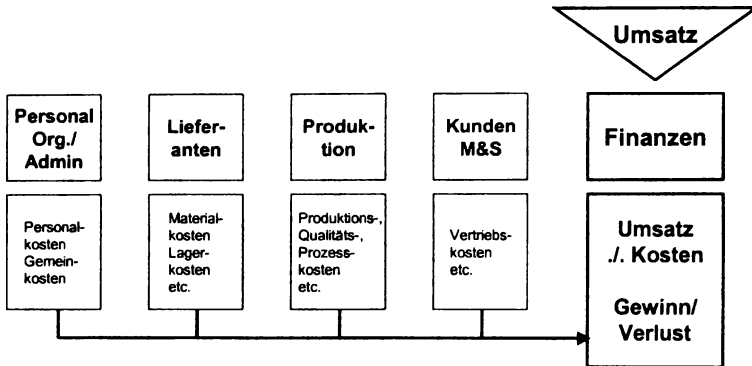 Umsatz
Personal
Org./
Admin
Liefer-
anten
Produk-
tion
Kunden
M&S
Finanzen
Personal-
kosten
Gemein-
kosten
Material-
kosten
Lager-
kosten
etc.
Produktions-,
Qualitäts-,
Prozess-
kosten
etc.
Vertriebs-
kosten
etc.
Umsatz
./. Kosten
Gewinn/
Verlust